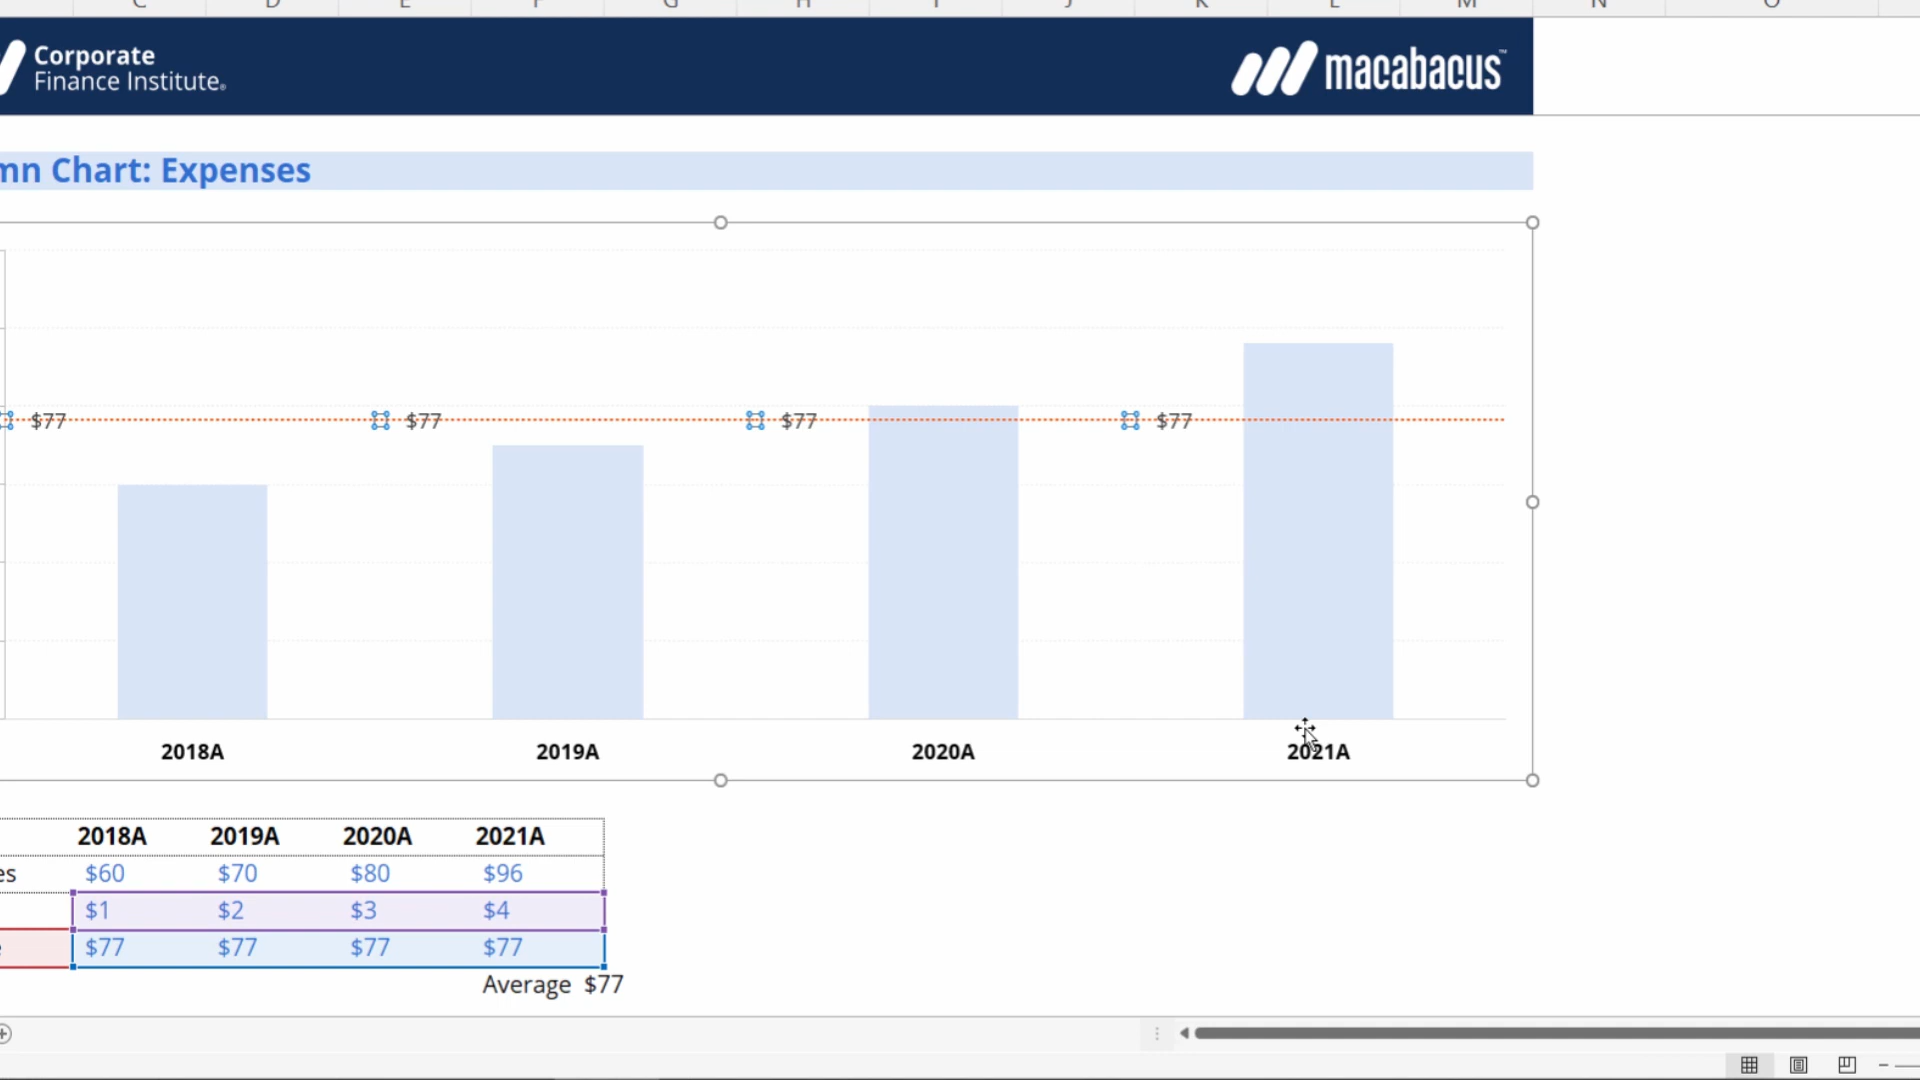 C D E F G H I J K L M N O
Corporate
Finance Institute®
macabacus™
mn Chart: Expenses
$77 $77 $77 $77
2018A 2019A 2020A 2021A
2018A 2019A 2020A 2021A
es $60 $70 $80 $96
$1 $2 $3 $4
e $77 $77 $77 $77
Average $77